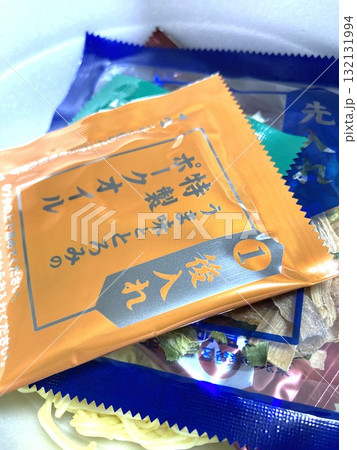 うま味ととろみの
特製
ポークオイル
① 後入れ
先入れ
PIXTA
pixta.jp - 132131994